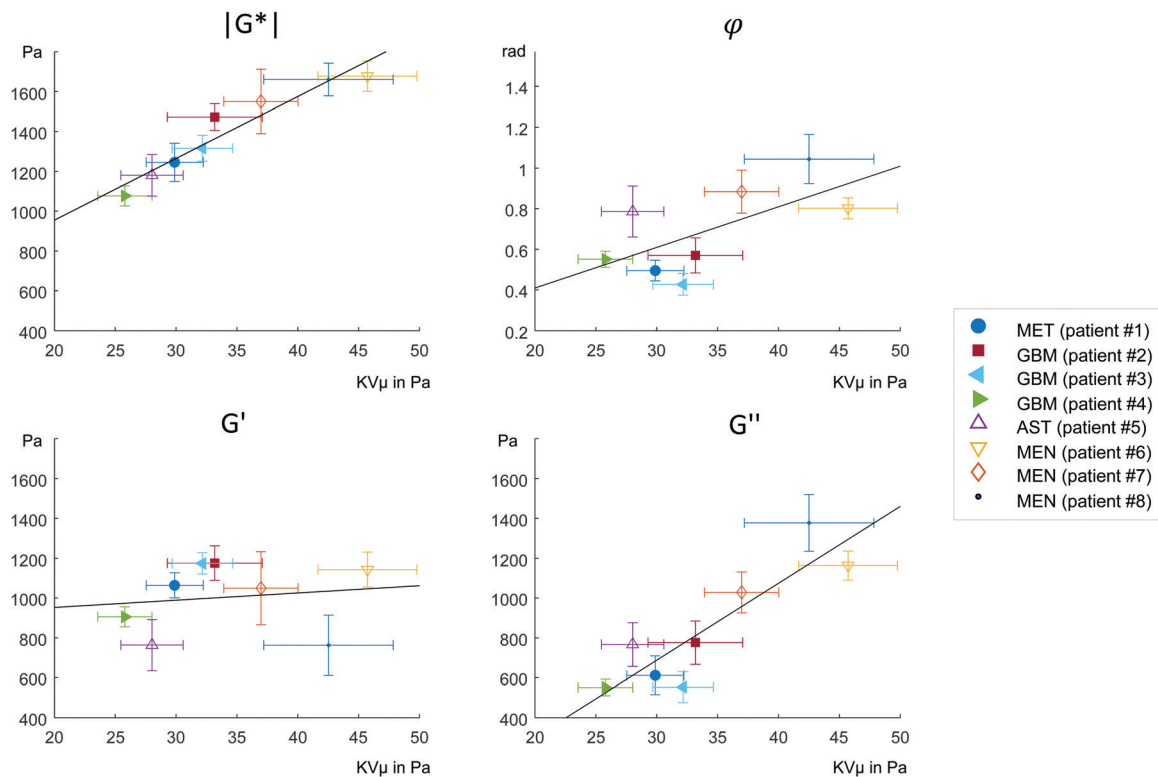 |G*|
Pa
1600
1400
1200
1000
800
600
400
20 25 30 35 40 45 50
KVµ in Pa
φ
rad
1.4
1.2
1
0.8
0.6
0.4
0.2
20 25 30 35 40 45 50
KVµ in Pa
G'
Pa
1600
1400
1200
1000
800
600
400
20 25 30 35 40 45 50
KVµ in Pa
G''
Pa
1600
1400
1200
1000
800
600
400
20 25 30 35 40 45 50
KVµ in Pa
MET (patient #1)
GBM (patient #2)
GBM (patient #3)
GBM (patient #4)
AST (patient #5)
MEN (patient #6)
MEN (patient #7)
MEN (patient #8)